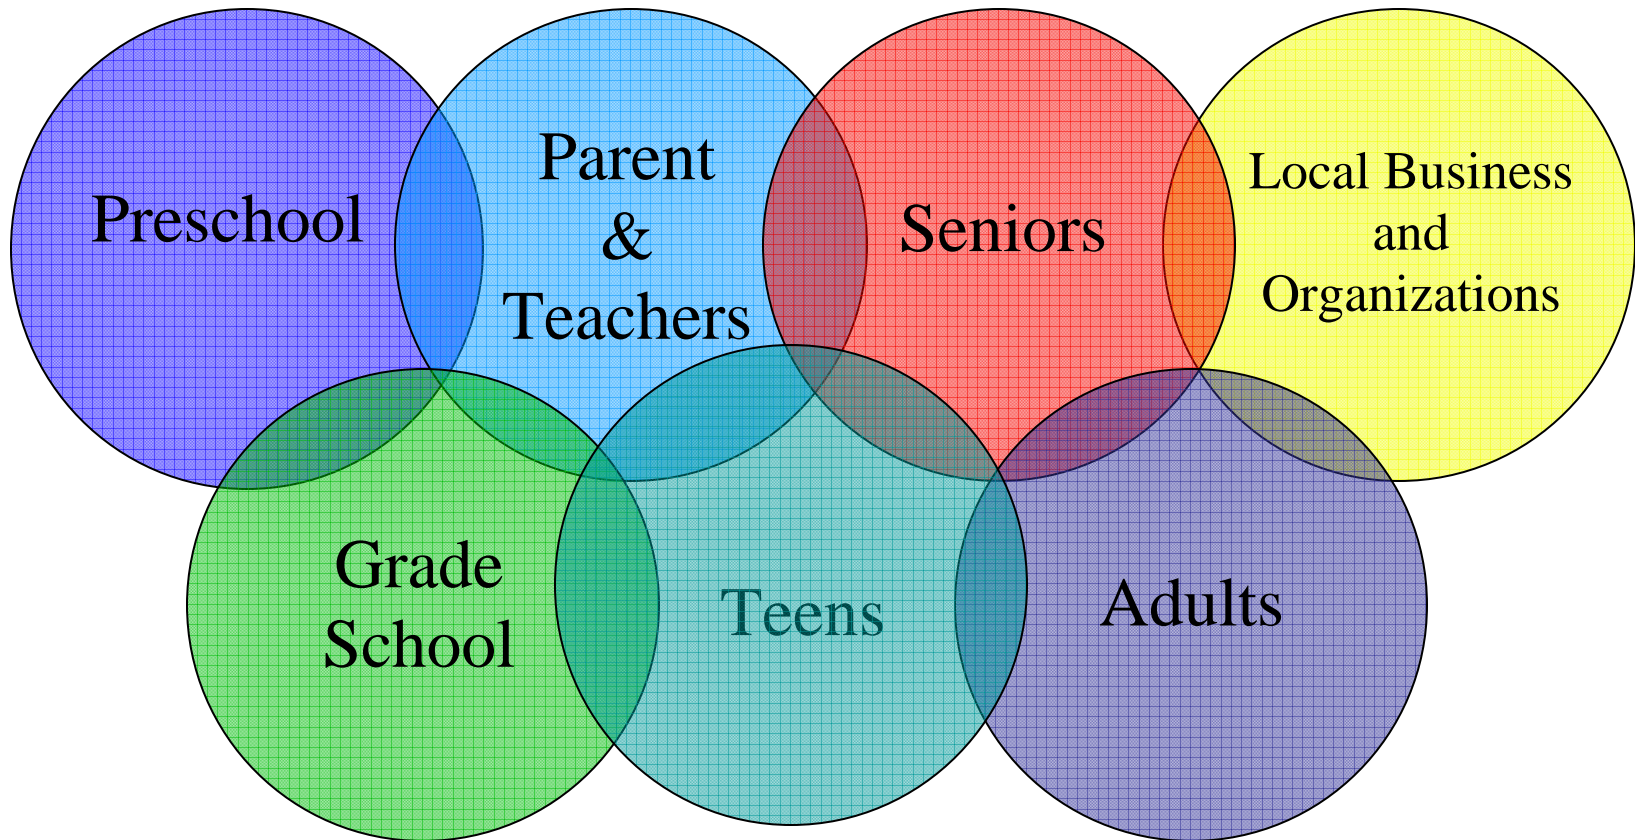 Preschool
Parent
&
Teachers
Seniors
Local Business
and
Organizations
Grade
School
Teens
Adults